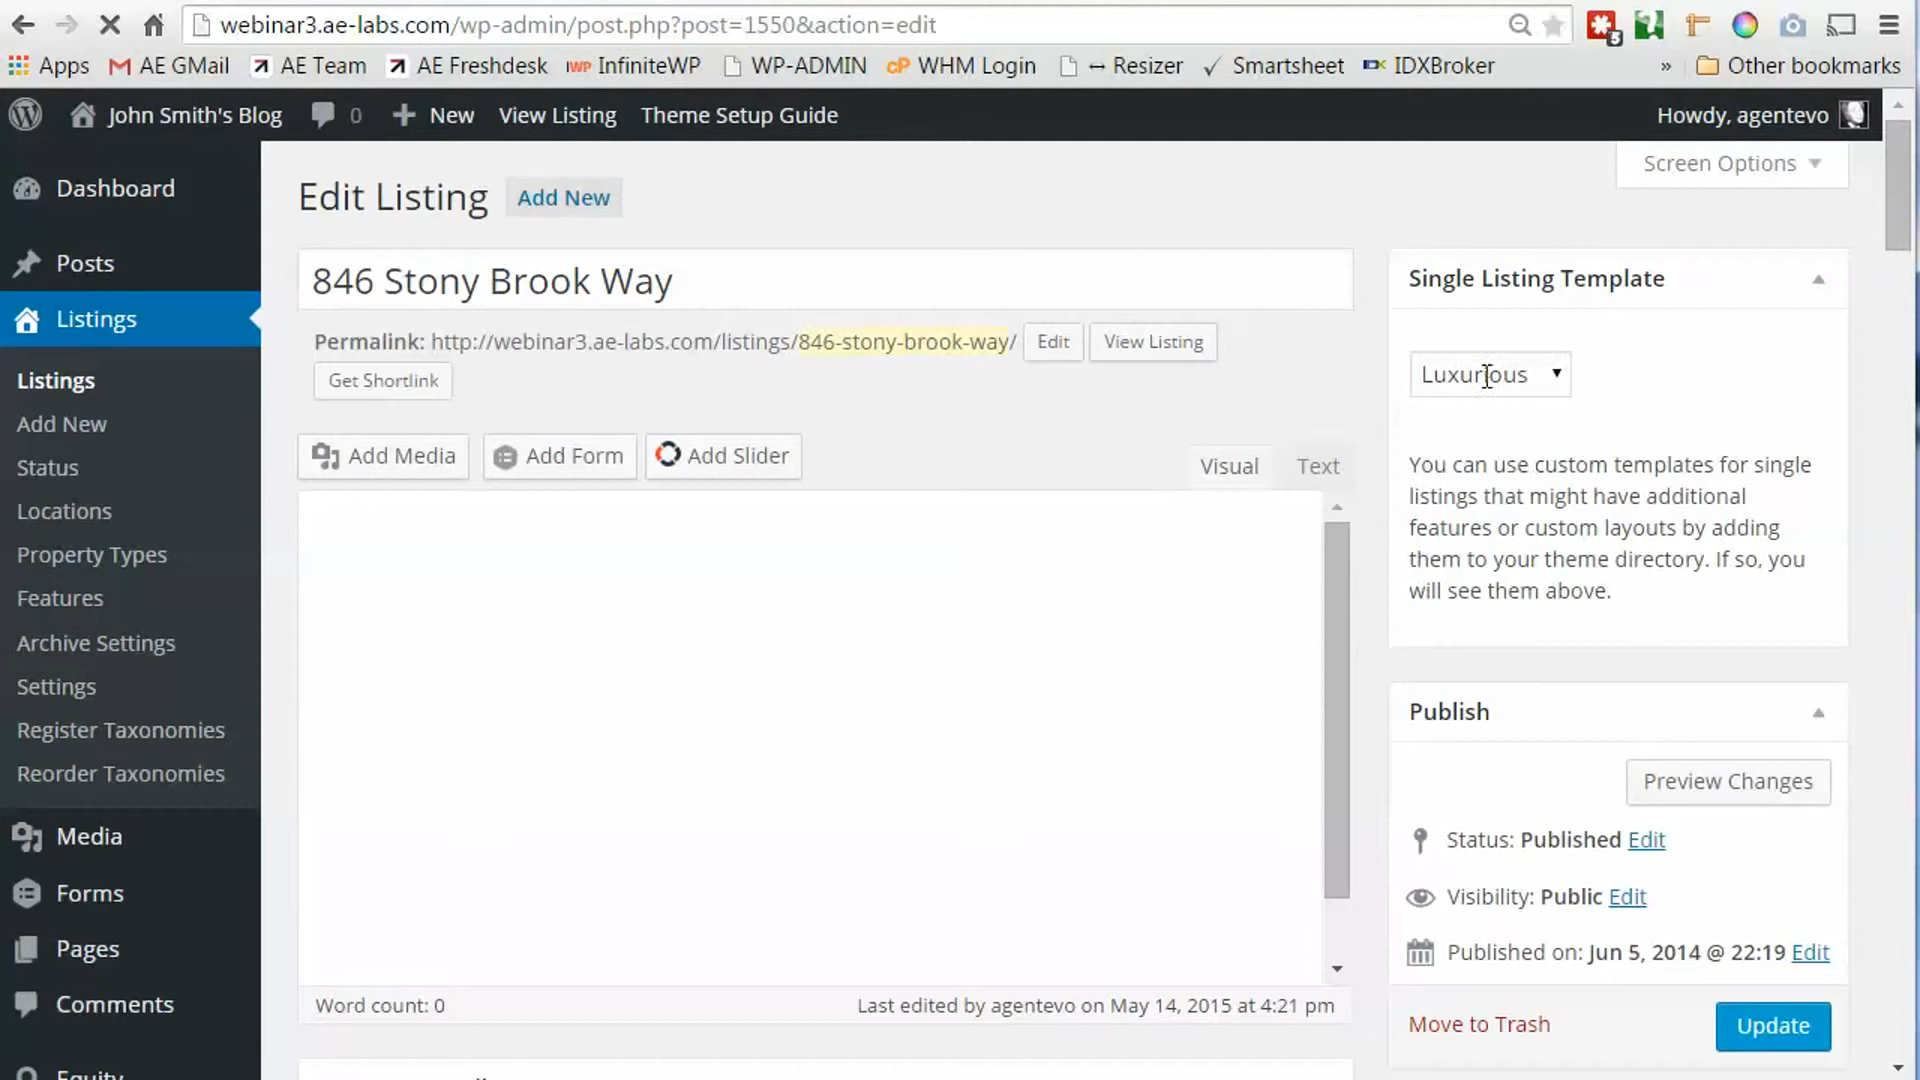 webinar3.ae-labs.com/wp-admin/post.php?post=1550&action=edit
5
Apps AE GMail AE Team AE Freshdesk IWP InfiniteWP WP-ADMIN cP WHM Login ↔ Resizer Smartsheet IDXBroker » Other bookmarks
John Smith's Blog 0 + New View Listing Theme Setup Guide Howdy, agentevo
Screen Options
Dashboard
Posts
Listings
Listings
Add New
Status
Locations
Property Types
Features
Archive Settings
Settings
Register Taxonomies
Reorder Taxonomies
Media
Forms
Pages
Comments
Equity
Edit Listing Add New
846 Stony Brook Way
Permalink: http://webinar3.ae-labs.com/listings/846-stony-brook-way/ Edit View Listing
Get Shortlink
Add Media Add Form Add Slider
Visual Text
Word count: 0 Last edited by agentevo on May 14, 2015 at 4:21 pm
Single Listing Template
Luxurious
You can use custom templates for single
listings that might have additional
features or custom layouts by adding
them to your theme directory. If so, you
will see them above.
Publish
Preview Changes
Status: Published Edit
Visibility: Public Edit
Published on: Jun 5, 2014 @ 22:19 Edit
Move to Trash Update